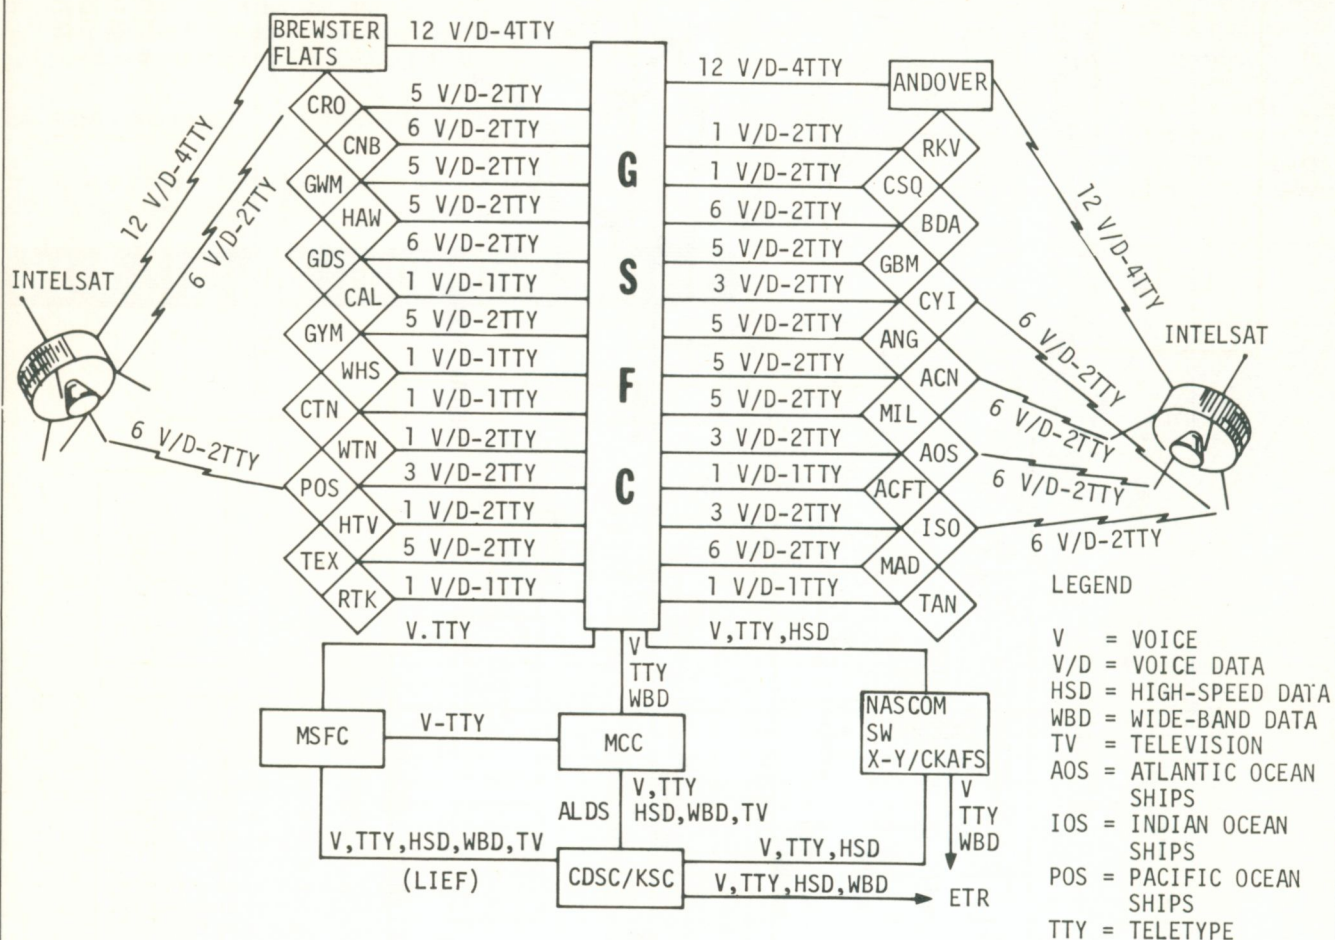 BREWSTER
FLATS
12 V/D-4TTY
CRO
5 V/D-2TTY
CNB
6 V/D-2TTY
GWM
5 V/D-2TTY
HAW
5 V/D-2TTY
GDS
6 V/D-2TTY
CAL
1 V/D-1TTY
GYM
5 V/D-2TTY
WHS
1 V/D-1TTY
CTN
1 V/D-1TTY
WTN
1 V/D-2TTY
POS
3 V/D-2TTY
HTV
1 V/D-2TTY
TEX
5 V/D-2TTY
RTK
1 V/D-1TTY
12 V/D-4TTY
6 V/D-2TTY
INTELSAT
6 V/D-2TTY
G
S
F
C
12 V/D-4TTY
ANDOVER
1 V/D-2TTY
RKV
1 V/D-2TTY
CSQ
6 V/D-2TTY
BDA
5 V/D-2TTY
GBM
3 V/D-2TTY
CYI
5 V/D-2TTY
ANG
5 V/D-2TTY
ACN
5 V/D-2TTY
MIL
3 V/D-2TTY
AOS
1 V/D-1TTY
ACFT
3 V/D-2TTY
ISO
6 V/D-2TTY
MAD
1 V/D-1TTY
TAN
12 V/D-4TTY
INTELSAT
6 V/D-2TTY
6 V/D-2TTY
6 V/D-2TTY
6 V/D-2TTY
V.TTY
V
TTY
WBD
V,TTY,HSD
MSFC
V-TTY
MCC
NASCOM
SW
X-Y/CKAFS
ALDS
V,TTY
HSD,WBD,TV
V
TTY
WBD
V,TTY,HSD,WBD,TV
(LIEF)
CDSC/KSC
V,TTY,HSD
V,TTY,HSD,WBD
ETR
LEGEND
V = VOICE
V/D = VOICE DATA
HSD = HIGH-SPEED DATA
WBD = WIDE-BAND DATA
TV = TELEVISION
AOS = ATLANTIC OCEAN
SHIPS
IOS = INDIAN OCEAN
SHIPS
POS = PACIFIC OCEAN
SHIPS
TTY = TELETYPE